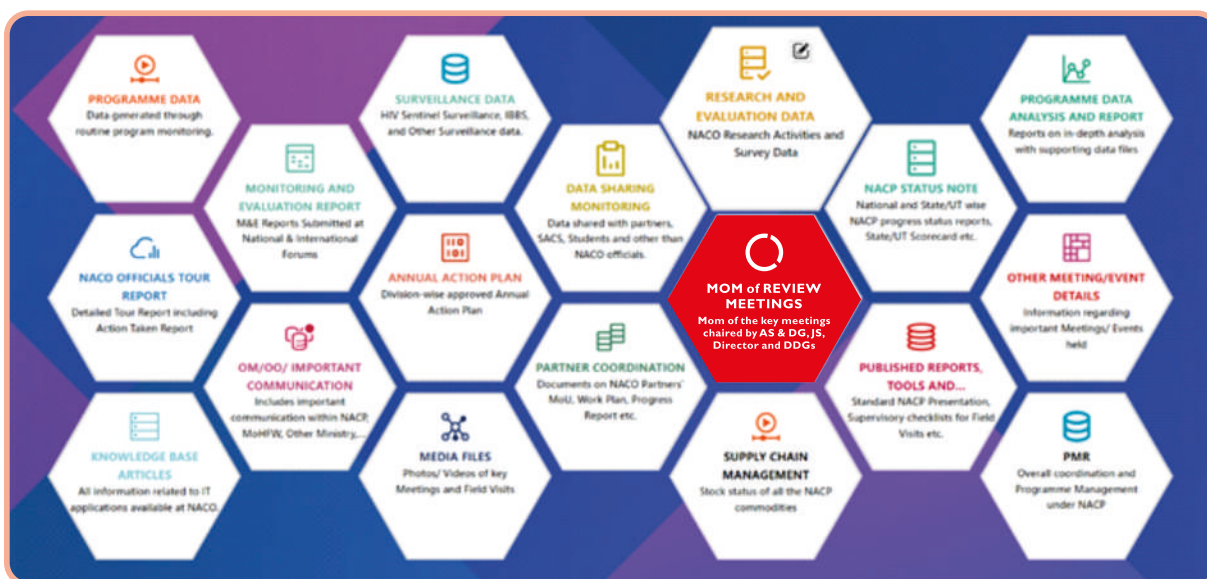 PROGRAMME DATA
Data generated through
routine program monitoring.
SURVEILLANCE DATA
HIV Sentinel Surveillance, IBBS,
and Other Surveillance data.
RESEARCH AND
EVALUATION DATA
NACO Research Activities and
Survey Data
PROGRAMME DATA
ANALYSIS AND REPORT
Reports on in-depth analysis
with supporting data files
MONITORING AND
EVALUATION REPORT
M&E Reports Submitted at
National & International
Forums
DATA SHARING
MONITORING
Data shared with partners,
SACS, Students and other than
NACO officials.
NACP STATUS NOTE
National and State/UT wise
NACP progress status reports,
State/UT Scorecard etc.
NACO OFFICIALS TOUR
REPORT
Detailed Tour Report including
Action Taken Report
ANNUAL ACTION PLAN
Division-wise approved Annual
Action Plan
MOM of REVIEW
MEETINGS
Mom of the key meetings
chaired by AS & DG, JS,
Director and DDGs
OTHER MEETING/EVENT
DETAILS
Information regarding
important Meetings/ Events
held
OM/OO/ IMPORTANT
COMMUNICATION
Includes important
communication within NACP,
MoHFW, Other Ministry,...
PARTNER COORDINATION
Documents on NACO Partners'
MoU, Work Plan, Progress
Report etc.
PUBLISHED REPORTS,
TOOLS AND...
Standard NACP Presentation,
Supervisory checklists for Field
Visits etc.
KNOWLEDGE BASE
ARTICLES
All information related to IT
applications available at NACO.
MEDIA FILES
Photos/ Videos of key
Meetings and Field Visits
SUPPLY CHAIN
MANAGEMENT
Stock status of all the NACP
commodities
PMR
Overall coordination and
Programme Management
under NACP